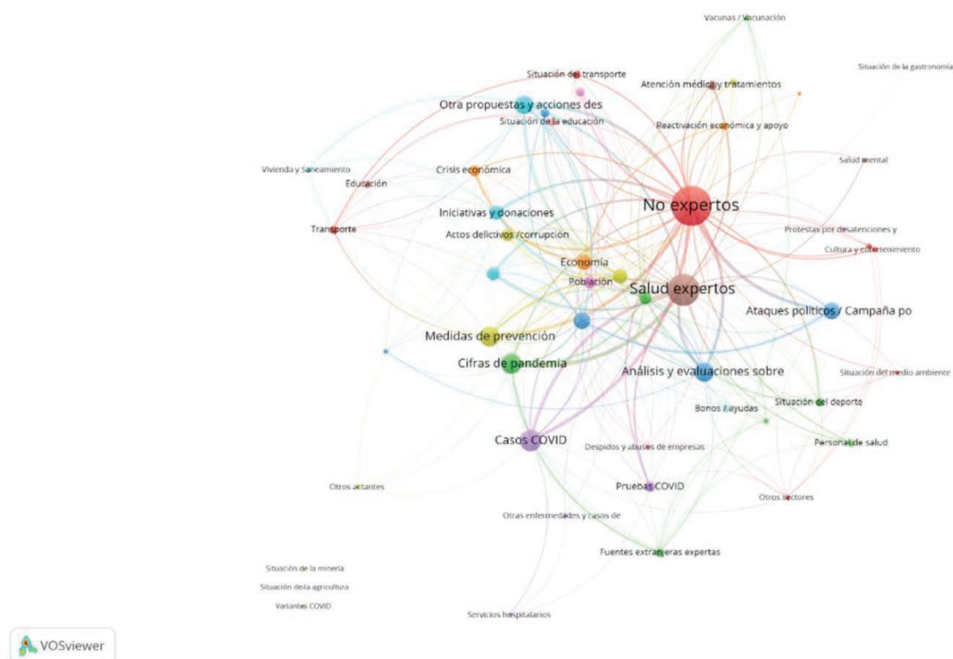 Vacunas / Vacunación
Situación de la gastronomía
Situación del transporte
Atención médica y tratamientos
Otra propuestas y acciones des
Situación de la educación
Reactivación económica y apoyo
Salud mental
Vivienda y Saneamiento
Crisis económica
Educación
No expertos
Iniciativas y donaciones
Transporte
Actos delictivos /corrupción
Protestas por desatenciones y
Cultura y entretenimiento
Economía
Población
Salud expertos
Ataques políticos / Campaña po
Medidas de prevención
Cifras de pandemia
Análisis y evaluaciones sobre
Situación del medio ambiente
Situación del deporte
Bonos / ayudas
Casos COVID
Personal de salud
Despidos y abusos de empresas
Otros actantes
Pruebas COVID
Otros sectores
Otras enfermedades y casos de
Fuentes extranjeras expertas
Situación de la minería
Situación de la agricultura
Variantes COVID
Servicios hospitalarios
VOSviewer